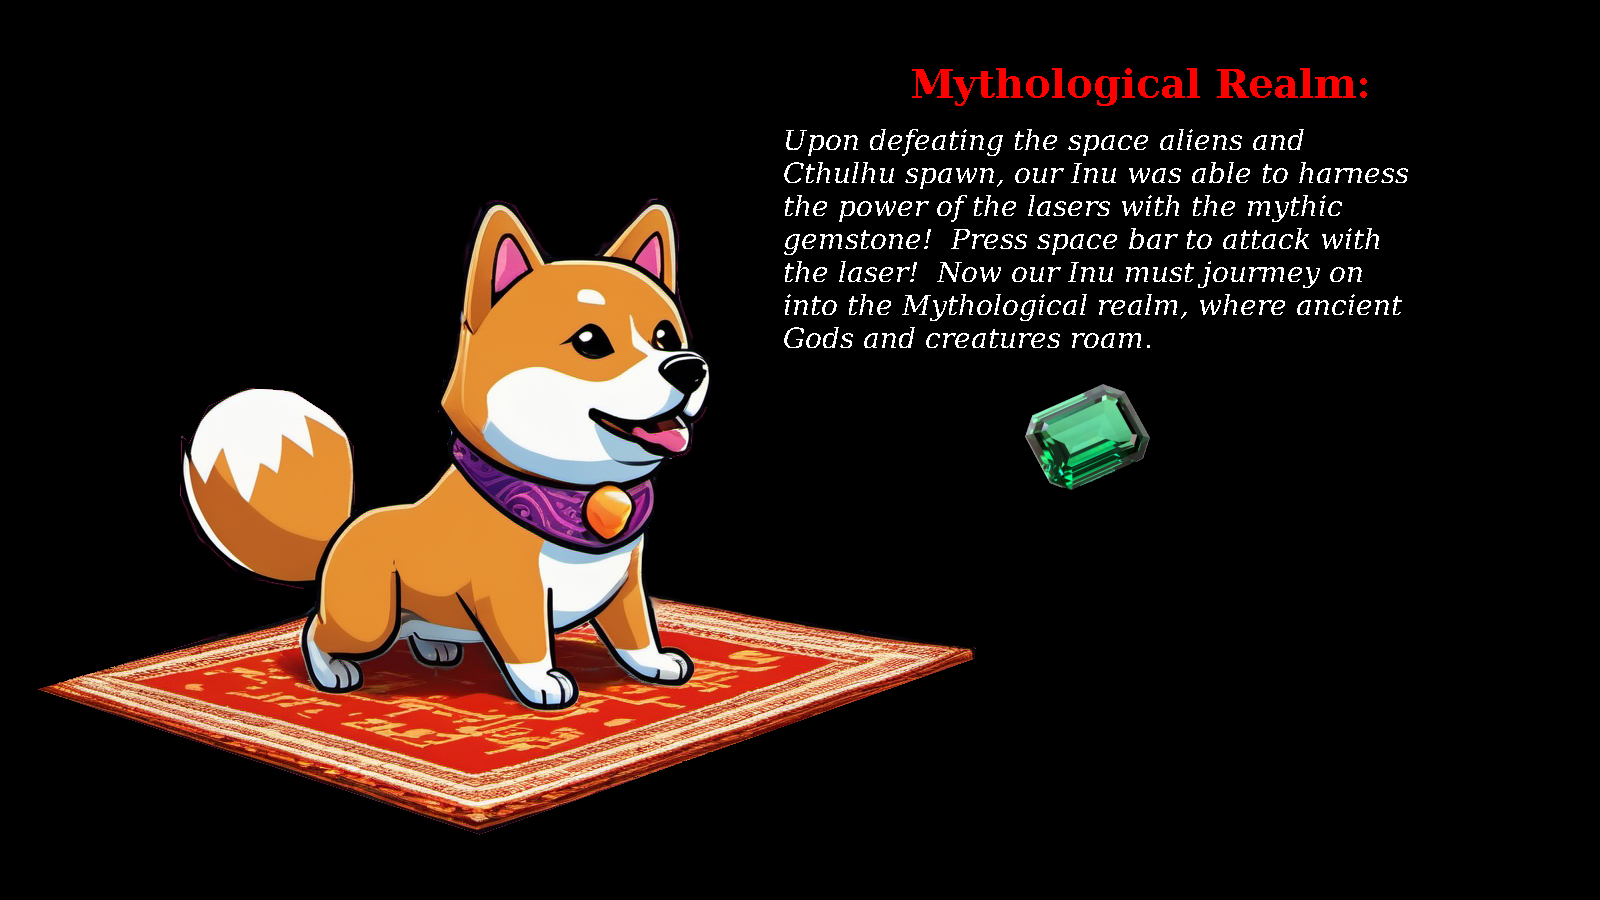 Mythological Realm:
Upon defeating the space aliens and
Cthulhu spawn, our Inu was able to harness
the power of the lasers with the mythic
gemstone!  Press space bar to attack with
the laser!  Now our Inu must jourmey on
into the Mythological realm, where ancient
Gods and creatures roam.